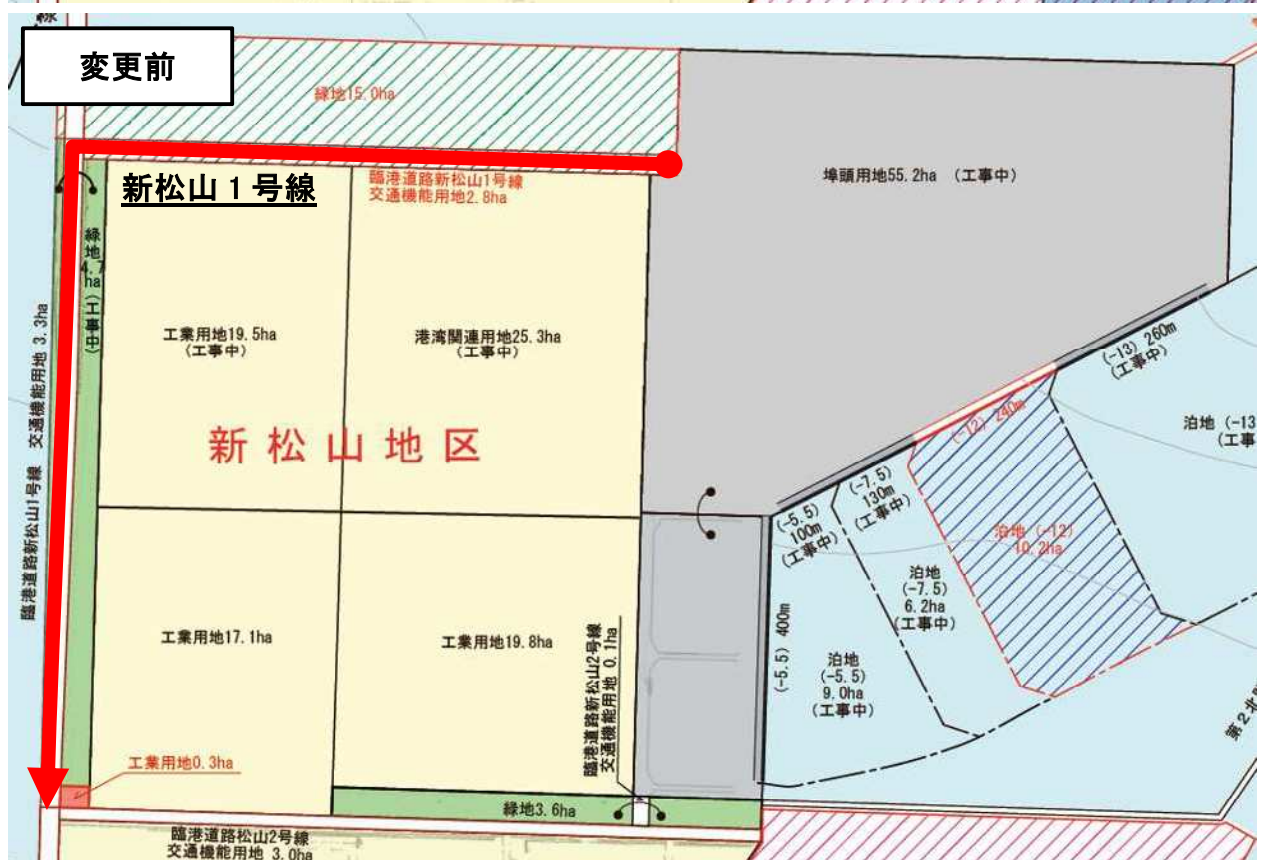 線
変更前
緑地15.0ha
新松山1号線
臨港道路新松山1号線
交通機能用地2.8ha
埠頭用地55.2ha (工事中)
緑地
4.7
ha
(工事中)
臨港道路新松山1号線 交通機能用地 3.3ha
工業用地19.5ha
(工事中)
港湾関連用地25.3ha
(工事中)
新松山地区
(-13) 260m
(工事中)
(-12) 240m
泊地 (-13
(工事
(-7.5)
130m
(工事中)
(-5.5)
100m
(工事中)
泊地 (-12)
10.2ha
泊地
(-7.5)
6.2ha
(工事中)
(-5.5) 400m
泊地
(-5.5)
9.0ha
(工事中)
工業用地17.1ha
工業用地19.8ha
臨港道路新松山2号線
交通機能用地 0.1ha
工業用地0.3ha
緑地3.6ha
第2北
臨港道路松山2号線
交通機能用地 3.0ha